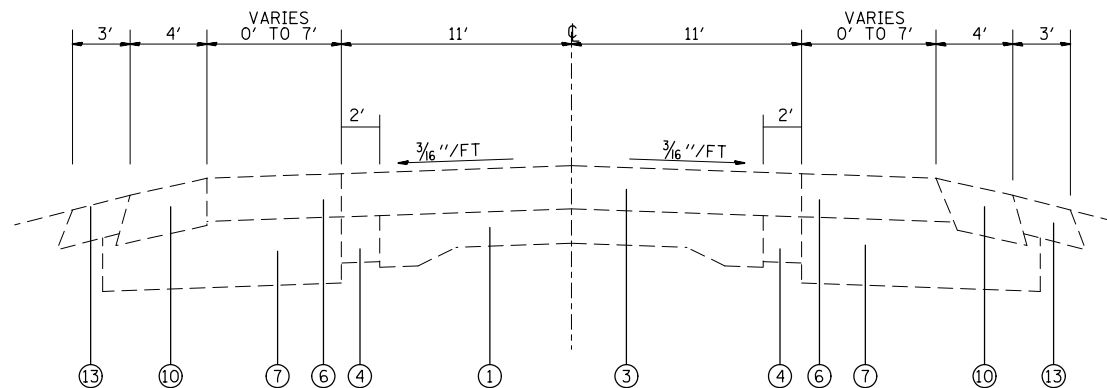 VARIES VARIES
3' 4' 0' TO 7' 11' ℄ 11' 0' TO 7' 4' 3'
2' 2'
3/16 "/FT 3/16 "/FT
13 10 7 6 4 1 3 4 6 7 10 13